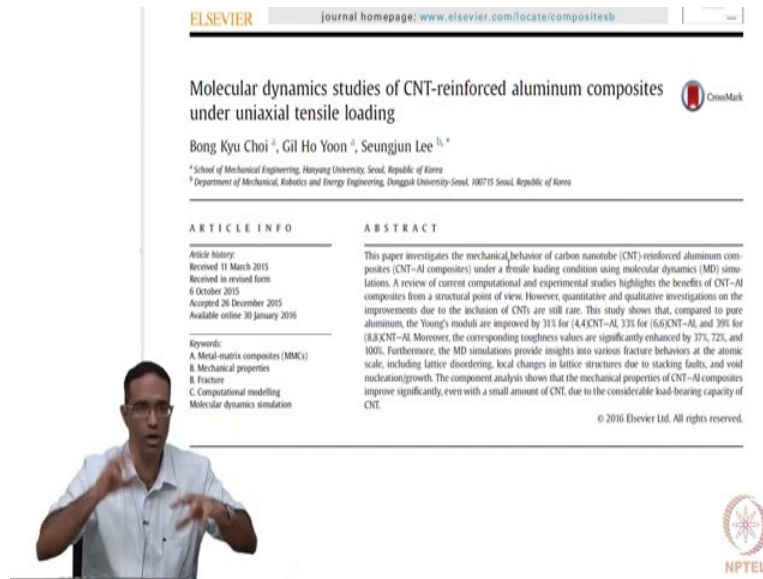 ELSEVIER
journal homepage: www.elsevier.com/locate/compositesb
Molecular dynamics studies of CNT-reinforced aluminum composites
under uniaxial tensile loading
CrossMark
Bong Kyu Choi a, Gil Ho Yoon a, Seungjun Lee b, *
a School of Mechanical Engineering, Hanyang University, Seoul, Republic of Korea
b Department of Mechanical, Robotics and Energy Engineering, Dongguk University-Seoul, 100715 Seoul, Republic of Korea
ARTICLE INFO
Article history:
Received 11 March 2015
Received in revised form
6 October 2015
Accepted 26 December 2015
Available online 30 January 2016
Keywords:
A. Metal-matrix composites (MMCs)
B. Mechanical properties
B. Fracture
C. Computational modelling
Molecular dynamics simulation
ABSTRACT
This paper investigates the mechanical behavior of carbon nanotube (CNT)-reinforced aluminum com-
posites (CNT–Al composites) under a tensile loading condition using molecular dynamics (MD) simu-
lations. A review of current computational and experimental studies highlights the benefits of CNT–Al
composites from a structural point of view. However, quantitative and qualitative investigations on the
improvements due to the inclusion of CNTs are still rare. This study shows that, compared to pure
aluminum, the Young's moduli are improved by 31% for (4,4)CNT–Al, 33% for (6,6)CNT–Al, and 39% for
(8,8)CNT–Al. Moreover, the corresponding toughness values are significantly enhanced by 37%, 72%, and
100%. Furthermore, the MD simulations provide insights into various fracture behaviors at the atomic
scale, including lattice disordering, local changes in lattice structures due to stacking faults, and void
nucleation/growth. The component analysis shows that the mechanical properties of CNT–Al composites
improve significantly, even with a small amount of CNT, due to the considerable load-bearing capacity of
CNT.
© 2016 Elsevier Ltd. All rights reserved.
NPTEL